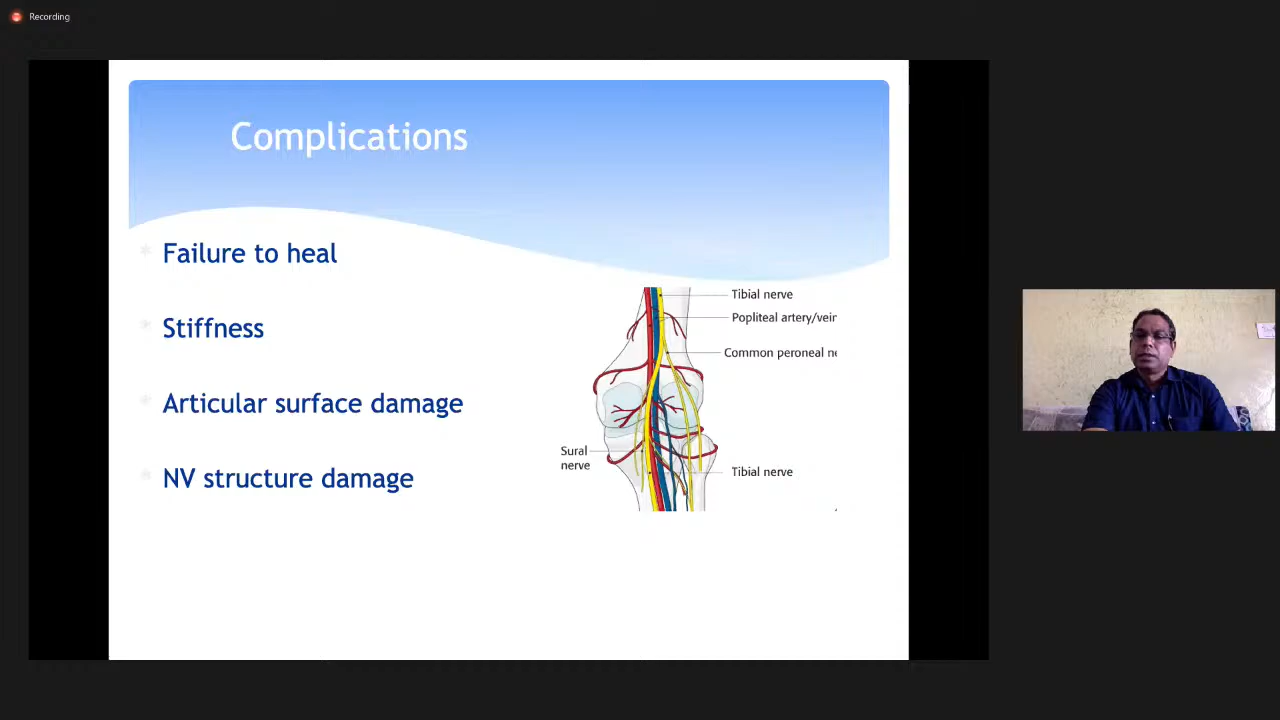 Recording
Complications
Failure to heal
Stiffness
Articular surface damage
NV structure damage
Tibial nerve
Popliteal artery/vein
Common peroneal ne
Sural
nerve
Tibial nerve